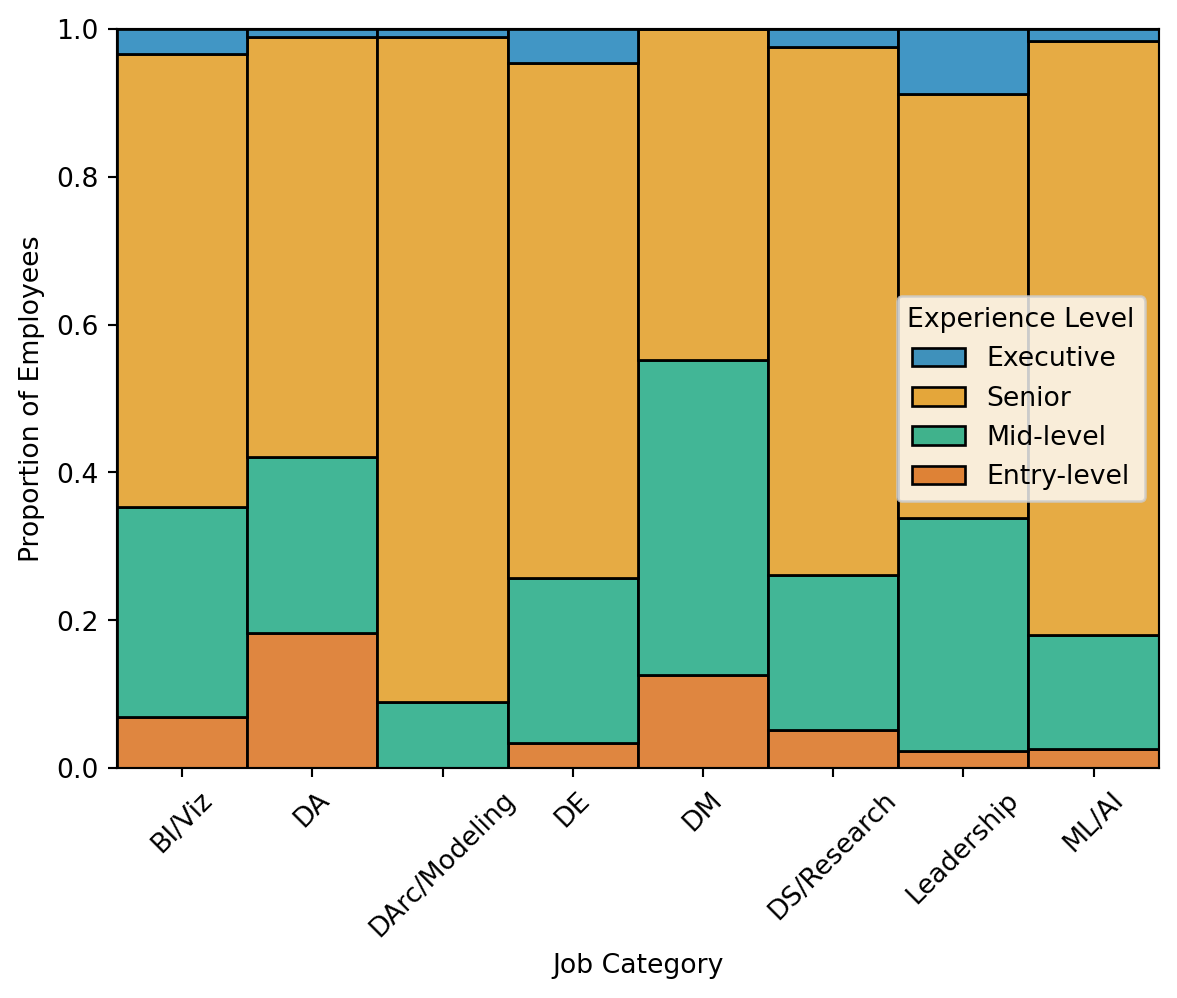 1.0
0.8
0.6
0.4
0.2
0.0
Proportion of Employees
Experience Level
Executive
Senior
Mid-level
Entry-level
BI/Viz
DA
DArc/Modeling
DE
DM
DS/Research
Leadership
ML/AI
Job Category